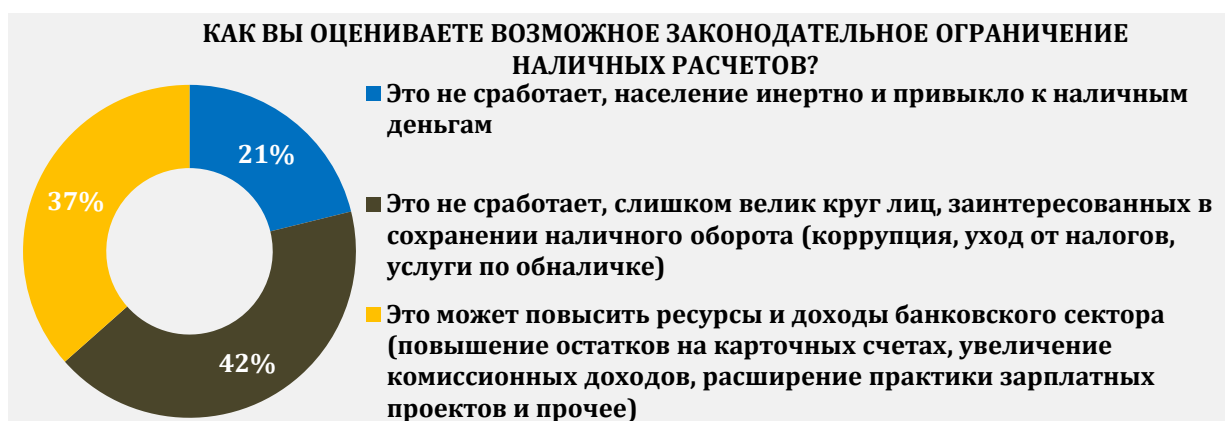 КАК ВЫ ОЦЕНИВАЕТЕ ВОЗМОЖНОЕ ЗАКОНОДАТЕЛЬНОЕ ОГРАНИЧЕНИЕ
НАЛИЧНЫХ РАСЧЕТОВ?
21%
42%
37%
Это не сработает, население инертно и привыкло к наличным
деньгам
Это не сработает, слишком велик круг лиц, заинтересованных в
сохранении наличного оборота (коррупция, уход от налогов,
услуги по обналичке)
Это может повысить ресурсы и доходы банковского сектора
(повышение остатков на карточных счетах, увеличение
комиссионных доходов, расширение практики зарплатных
проектов и прочее)